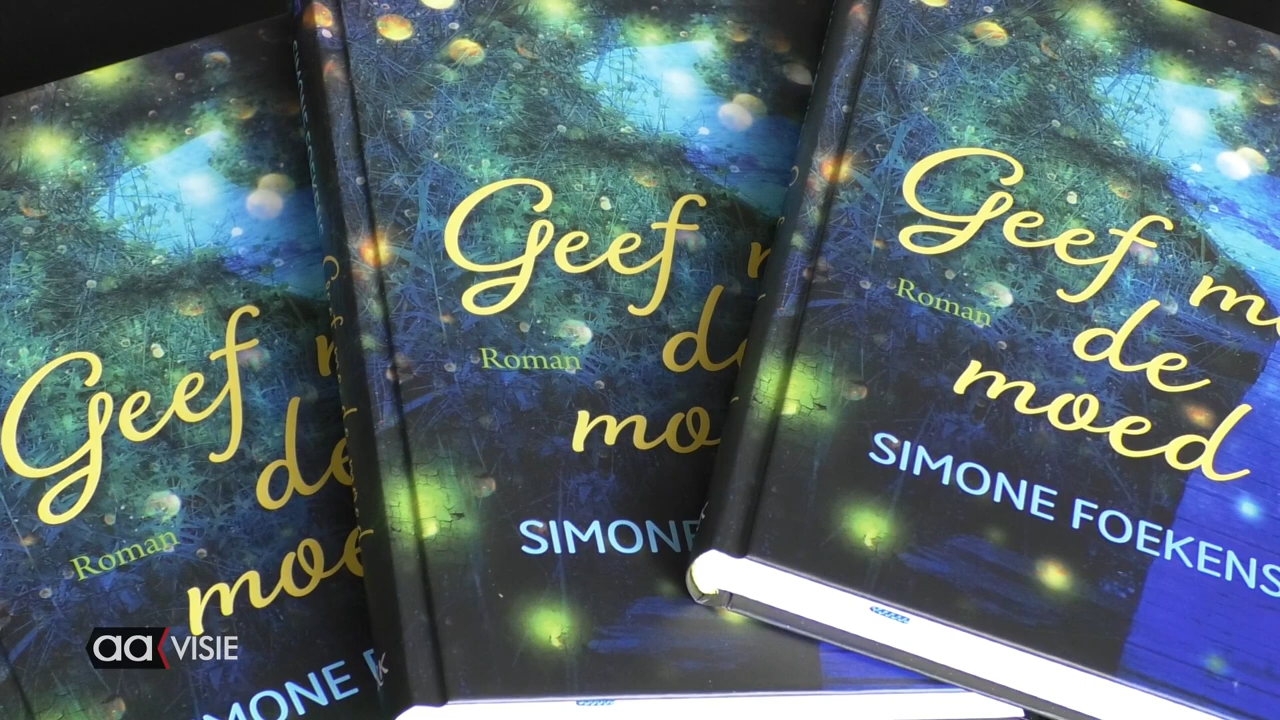 Geef
de
Roman
moe
MONE F
Geef
Roman
de
mo
SIMONE
Geef m
Roman
de
moed
SIMONE FOEKENS
aa VISIE